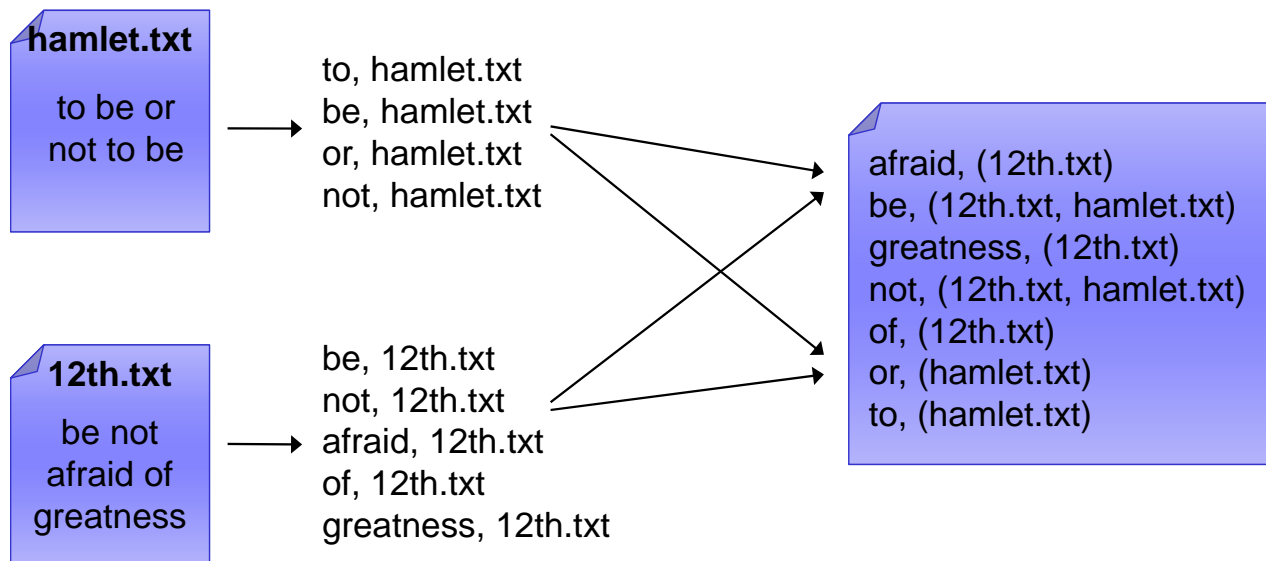 hamlet.txt
to be or
not to be
to, hamlet.txt
be, hamlet.txt
or, hamlet.txt
not, hamlet.txt
12th.txt
be not
afraid of
greatness
be, 12th.txt
not, 12th.txt
afraid, 12th.txt
of, 12th.txt
greatness, 12th.txt
afraid, (12th.txt)
be, (12th.txt, hamlet.txt)
greatness, (12th.txt)
not, (12th.txt, hamlet.txt)
of, (12th.txt)
or, (hamlet.txt)
to, (hamlet.txt)